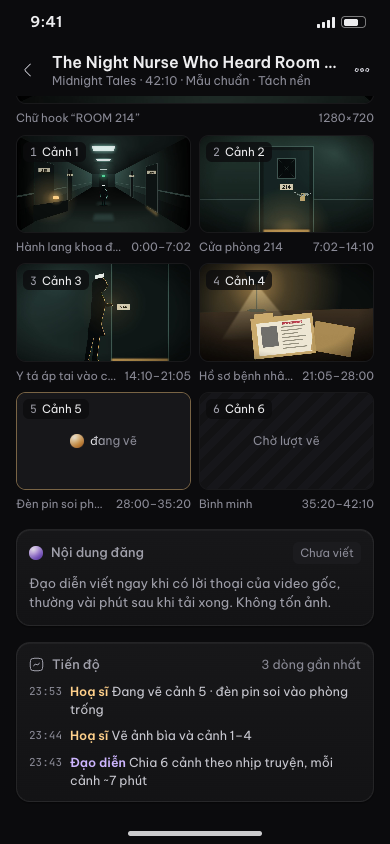 9:41
The Night Nurse Who Heard Room ...
Midnight Tales · 42:10 · Mẫu chuẩn · Tách nền
Chữ hook “ROOM 214” 1280×720
1 Cảnh 1
2 Cảnh 2
214
Hành lang khoa đ... 0:00–7:02
Cửa phòng 214 7:02–14:10
3 Cảnh 3
4 Cảnh 4
Y tá áp tai vào c... 14:10–21:05
Hồ sơ bệnh nhâ... 21:05–28:00
5 Cảnh 5
6 Cảnh 6
đang vẽ
Chờ lượt vẽ
Đèn pin soi ph... 28:00–35:20
Bình minh 35:20–42:10
Nội dung đăng Chưa viết
Đạo diễn viết ngay khi có lời thoại của video gốc,
thường vài phút sau khi tải xong. Không tốn ảnh.
Tiến độ 3 dòng gần nhất
23:53 Hoạ sĩ Đang vẽ cảnh 5 · đèn pin soi vào phòng
trống
23:44 Hoạ sĩ Vẽ ảnh bìa và cảnh 1–4
23:43 Đạo diễn Chia 6 cảnh theo nhịp truyện, mỗi
cảnh ~7 phút